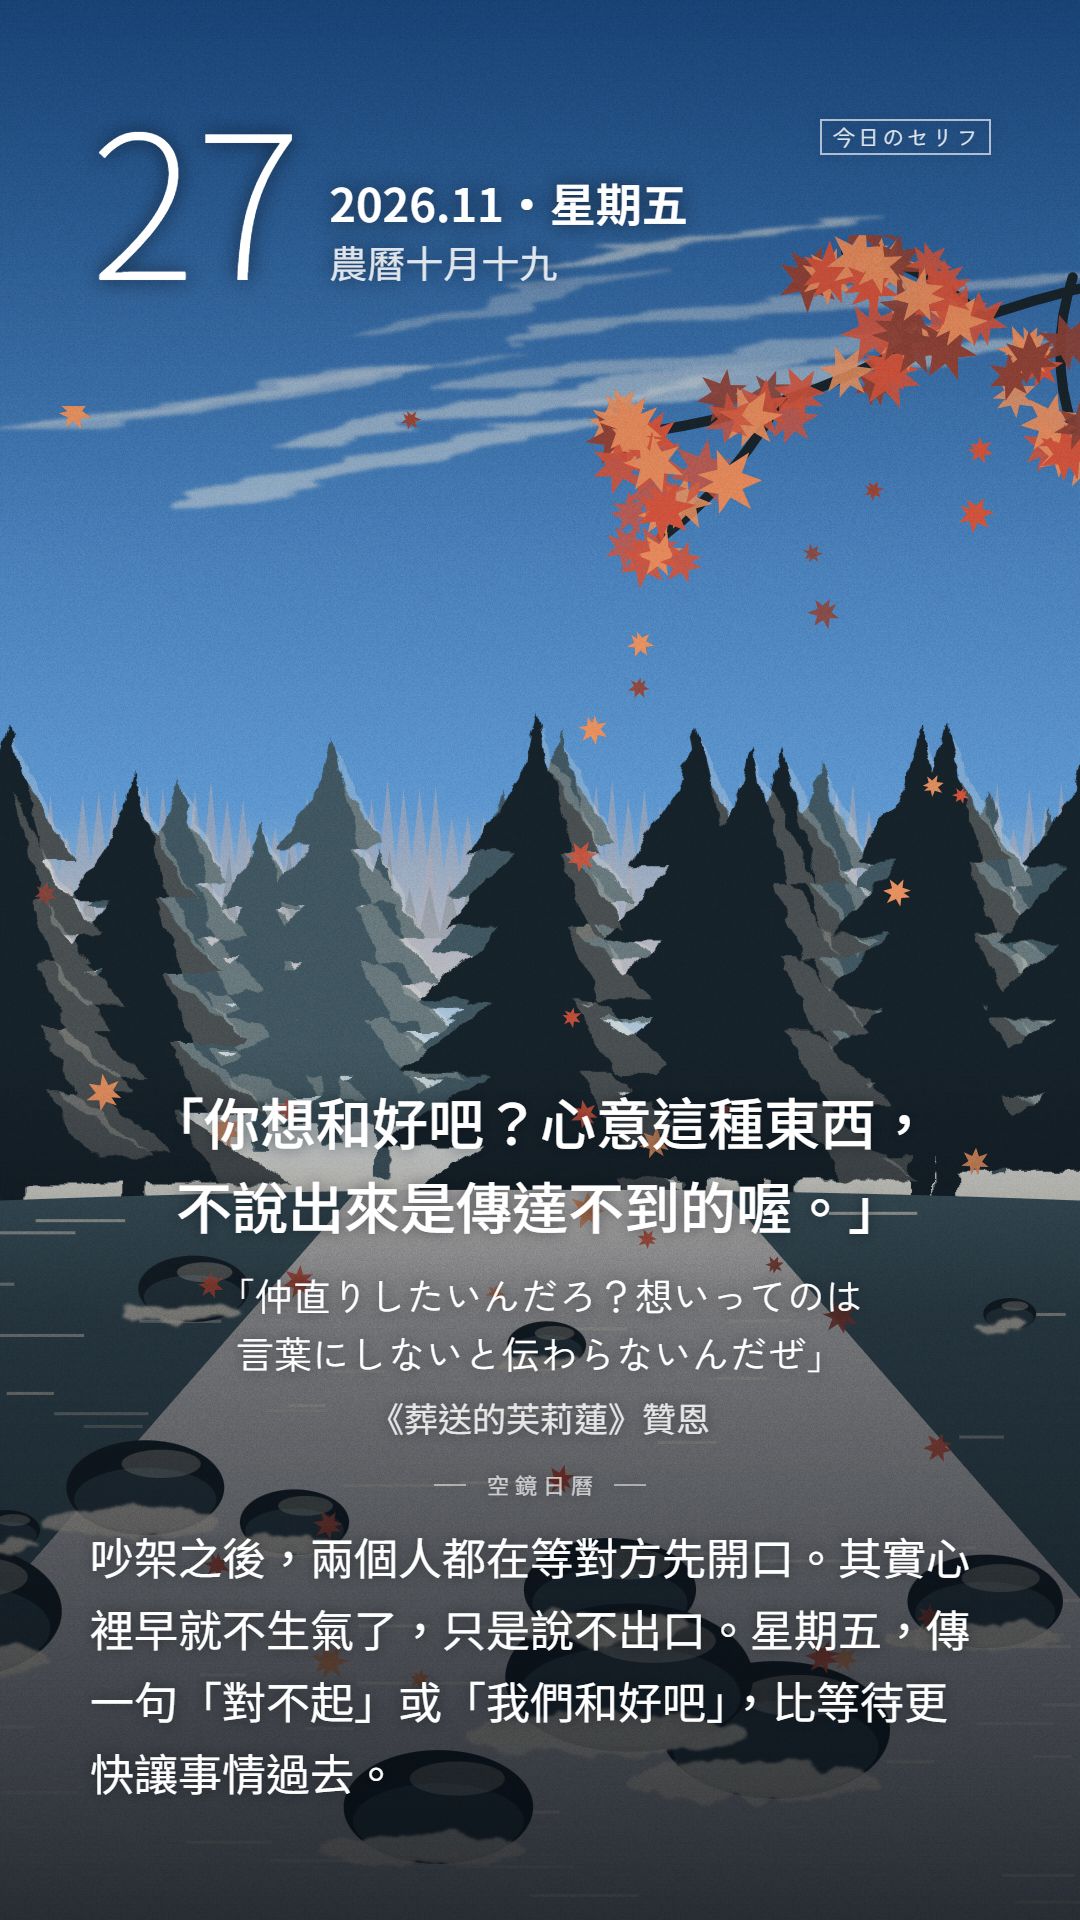 27
2026.11・星期五
農曆十月十九
今日のセリフ
「你想和好吧？心意這種東西，
不說出來是傳達不到的喔。」
「仲直りしたいんだろ？想いってのは
言葉にしないと伝わらないんだぜ」
《葬送的芙莉蓮》贊恩
— 空鏡日曆 —
吵架之後，兩個人都在等對方先開口。其實心
裡早就不生氣了，只是說不出口。星期五，傳
一句「對不起」或「我們和好吧」，比等待更
快讓事情過去。